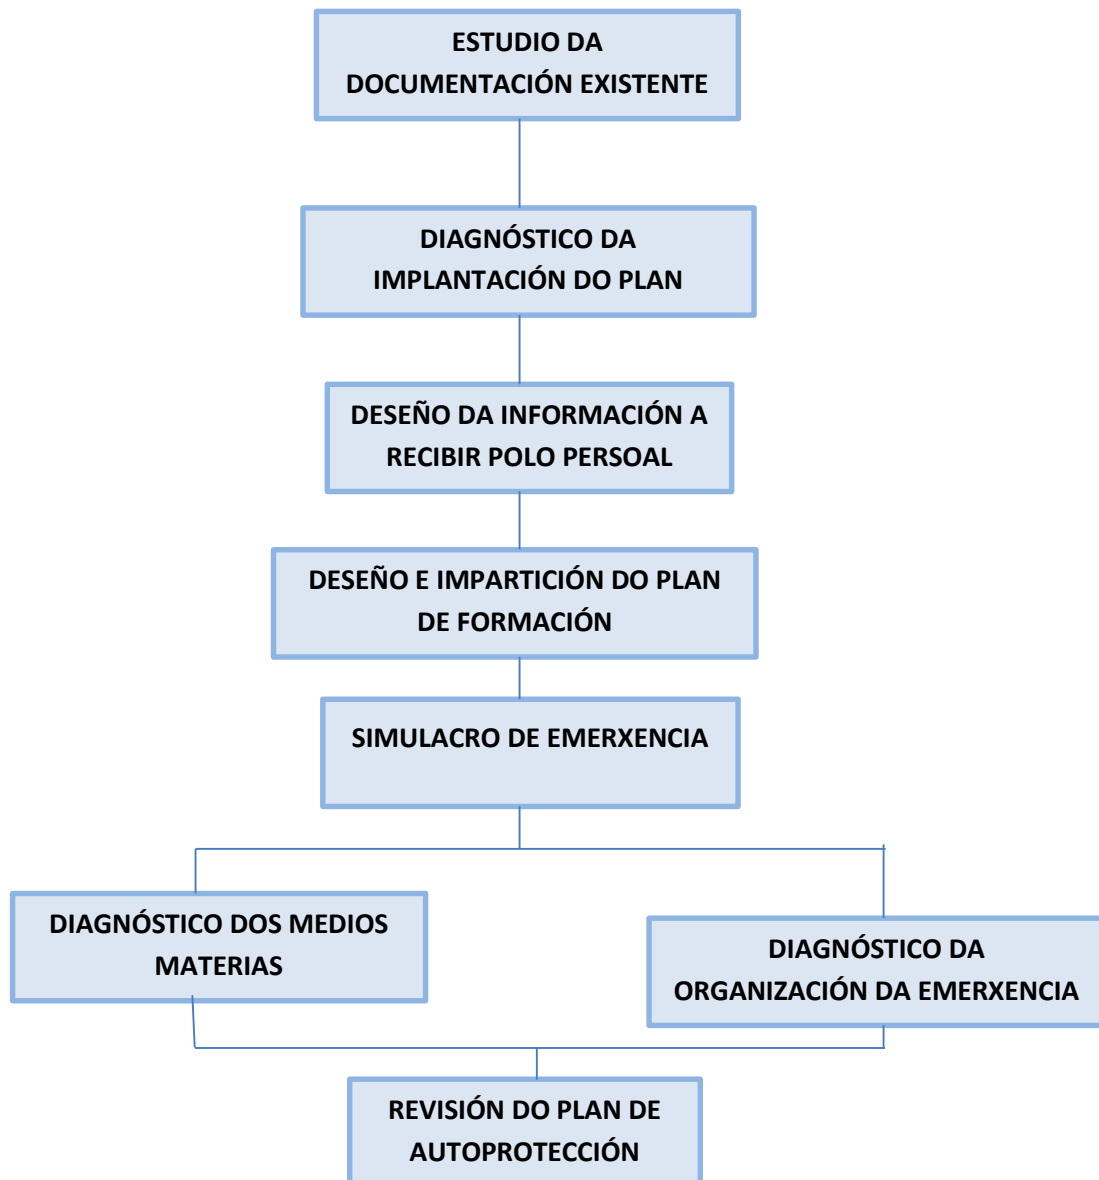 ESTUDIO DA
DOCUMENTACIÓN EXISTENTE
DIAGNÓSTICO DA
IMPLANTACIÓN DO PLAN
DESEÑO DA INFORMACIÓN A
RECIBIR POLO PERSOAL
DESEÑO E IMPARTICIÓN DO PLAN
DE FORMACIÓN
SIMULACRO DE EMERXENCIA
DIAGNÓSTICO DOS MEDIOS
MATERIAS
DIAGNÓSTICO DA
ORGANIZACIÓN DA EMERXENCIA
REVISIÓN DO PLAN DE
AUTOPROTECCIÓN